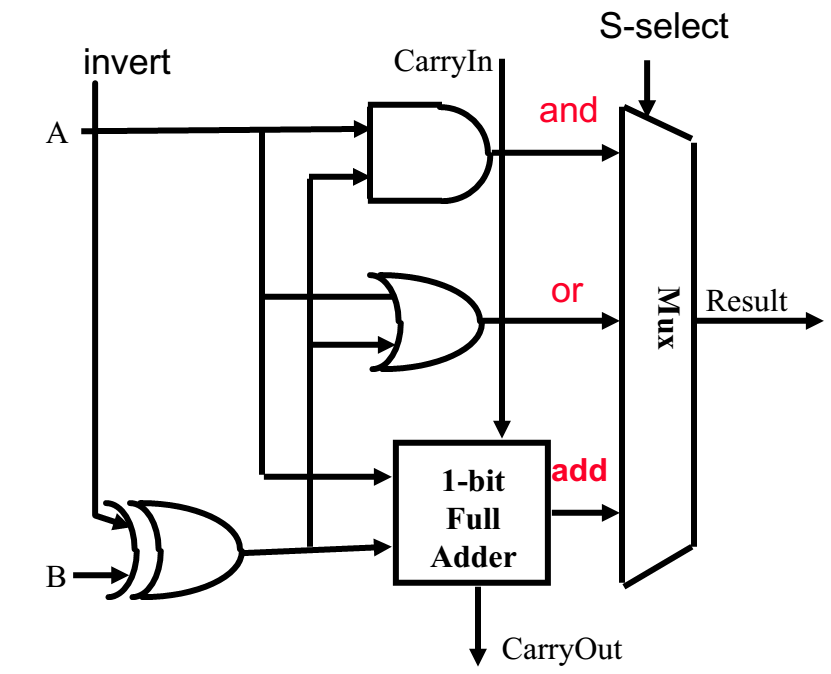 S-select
invert
CarryIn
A
and
or
Mux
Result
add
1-bit
Full
Adder
B
CarryOut